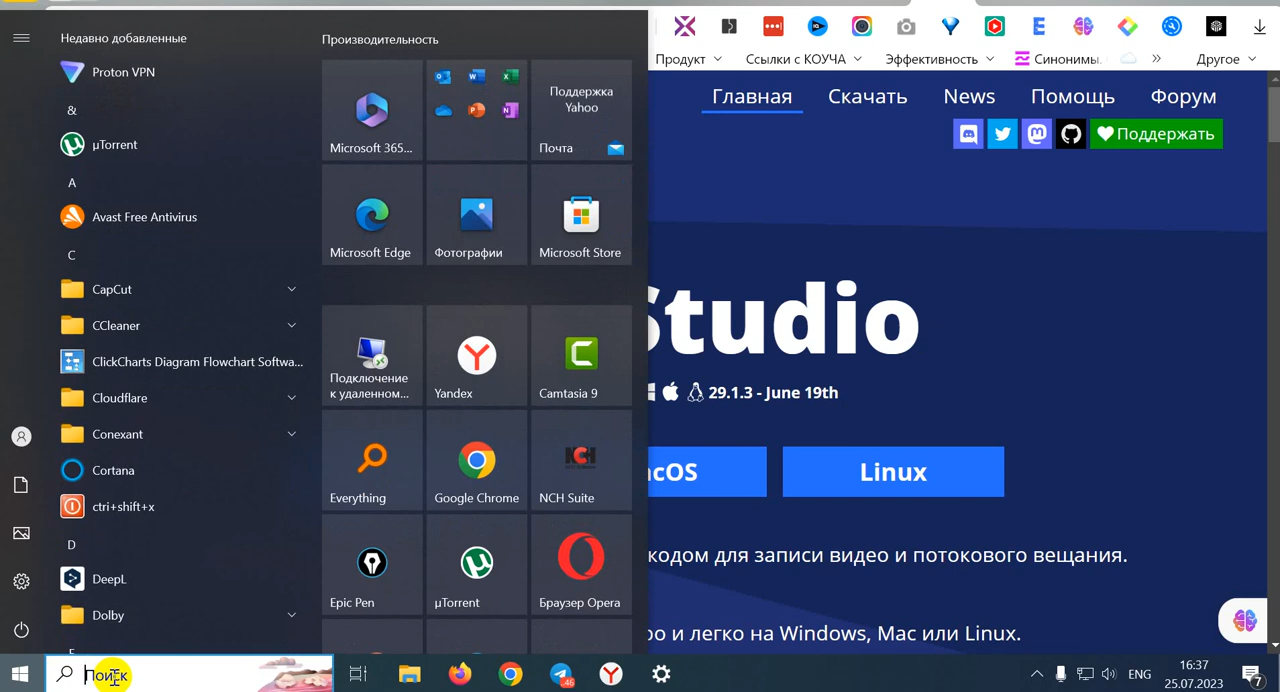 Недавно добавленные
Proton VPN
&
µTorrent
A
Avast Free Antivirus
C
CapCut
CCleaner
ClickCharts Diagram Flowchart Softwa...
Cloudflare
Conexant
Cortana
ctri+shift+x
D
DeepL
Dolby
Производительность
Microsoft 365...
Поддержка
Yahoo
Почта
Microsoft Edge
Фотографии
Microsoft Store
Подключение
к удаленном...
Yandex
Camtasia 9
Everything
Google Chrome
NCH
NCH Suite
Epic Pen
µTorrent
Браузер Opera
Продукт
Ссылки с КОУЧА
Эффективность
Синонимы.
Другое
Главная
Скачать
News
Помощь
Форум
Поддержать
Studio
29.1.3 - June 19th
cOS
Linux
кодом для записи видео и потокового вещания.
ро и легко на Windows, Mac или Linux.
Поиск
46
ENG
16:37
25.07.2023
7